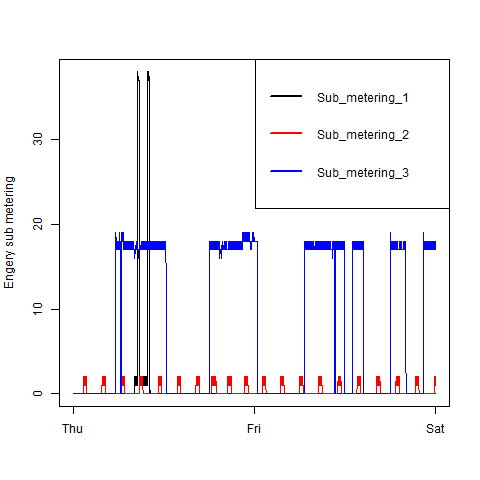 Sub_metering_1
Sub_metering_2
Sub_metering_3
Engery sub metering
30
20
10
0
Thu
Fri
Sat